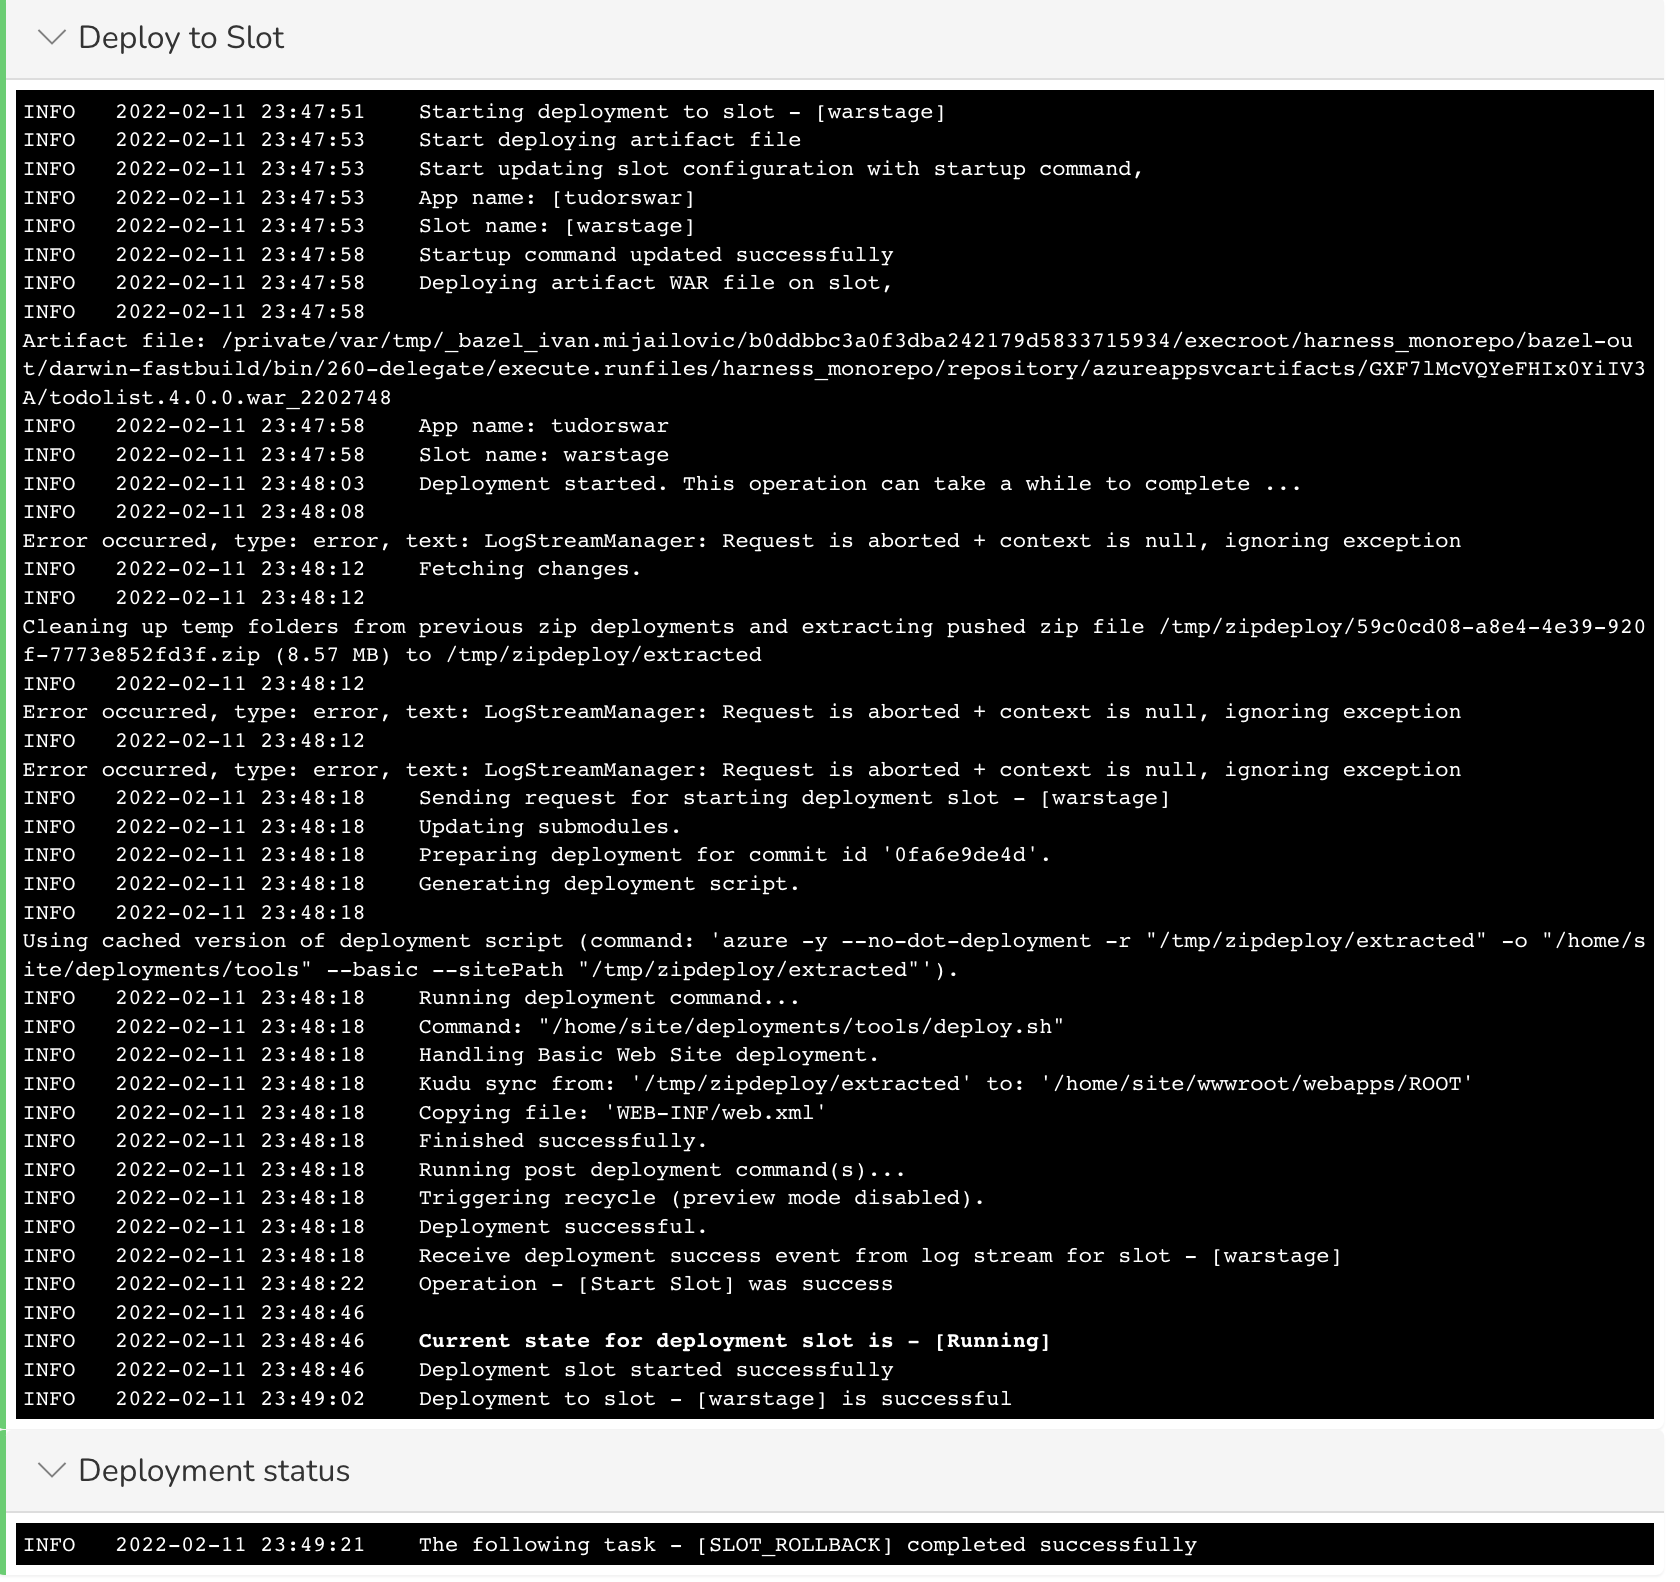 Deploy to Slot
INFO 2022-02-11 23:47:51 Starting deployment to slot - [warstage]
INFO 2022-02-11 23:47:53 Start deploying artifact file
INFO 2022-02-11 23:47:53 Start updating slot configuration with startup command,
INFO 2022-02-11 23:47:53 App name: [tudorswar]
INFO 2022-02-11 23:47:53 Slot name: [warstage]
INFO 2022-02-11 23:47:58 Startup command updated successfully
INFO 2022-02-11 23:47:58 Deploying artifact WAR file on slot,
INFO 2022-02-11 23:47:58
Artifact file: /private/var/tmp/_bazel_ivan.mijailovic/b0ddbbc3a0f3dba242179d5833715934/execroot/harness_monorepo/bazel-ou
t/darwin-fastbuild/bin/260-delegate/execute.runfiles/harness_monorepo/repository/azureappsvcartifacts/GXF7lMcVQYeFHIx0YiIV3
A/todolist.4.0.0.war_2202748
INFO 2022-02-11 23:47:58 App name: tudorswar
INFO 2022-02-11 23:47:58 Slot name: warstage
INFO 2022-02-11 23:48:03 Deployment started. This operation can take a while to complete ...
INFO 2022-02-11 23:48:08
Error occurred, type: error, text: LogStreamManager: Request is aborted + context is null, ignoring exception
INFO 2022-02-11 23:48:12 Fetching changes.
INFO 2022-02-11 23:48:12
Cleaning up temp folders from previous zip deployments and extracting pushed zip file /tmp/zipdeploy/59c0cd08-a8e4-4e39-920
f-7773e852fd3f.zip (8.57 MB) to /tmp/zipdeploy/extracted
INFO 2022-02-11 23:48:12
Error occurred, type: error, text: LogStreamManager: Request is aborted + context is null, ignoring exception
INFO 2022-02-11 23:48:12
Error occurred, type: error, text: LogStreamManager: Request is aborted + context is null, ignoring exception
INFO 2022-02-11 23:48:18 Sending request for starting deployment slot - [warstage]
INFO 2022-02-11 23:48:18 Updating submodules.
INFO 2022-02-11 23:48:18 Preparing deployment for commit id '0fa6e9de4d'.
INFO 2022-02-11 23:48:18 Generating deployment script.
INFO 2022-02-11 23:48:18
Using cached version of deployment script (command: 'azure -y --no-dot-deployment -r "/tmp/zipdeploy/extracted" -o "/home/s
ite/deployments/tools" --basic --sitePath "/tmp/zipdeploy/extracted"').
INFO 2022-02-11 23:48:18 Running deployment command...
INFO 2022-02-11 23:48:18 Command: "/home/site/deployments/tools/deploy.sh"
INFO 2022-02-11 23:48:18 Handling Basic Web Site deployment.
INFO 2022-02-11 23:48:18 Kudu sync from: '/tmp/zipdeploy/extracted' to: '/home/site/wwwroot/webapps/ROOT'
INFO 2022-02-11 23:48:18 Copying file: 'WEB-INF/web.xml'
INFO 2022-02-11 23:48:18 Finished successfully.
INFO 2022-02-11 23:48:18 Running post deployment command(s)...
INFO 2022-02-11 23:48:18 Triggering recycle (preview mode disabled).
INFO 2022-02-11 23:48:18 Deployment successful.
INFO 2022-02-11 23:48:18 Receive deployment success event from log stream for slot - [warstage]
INFO 2022-02-11 23:48:22 Operation - [Start Slot] was success
INFO 2022-02-11 23:48:46
INFO 2022-02-11 23:48:46 Current state for deployment slot is - [Running]
INFO 2022-02-11 23:48:46 Deployment slot started successfully
INFO 2022-02-11 23:49:02 Deployment to slot - [warstage] is successful
Deployment status
INFO 2022-02-11 23:49:21 The following task - [SLOT_ROLLBACK] completed successfully